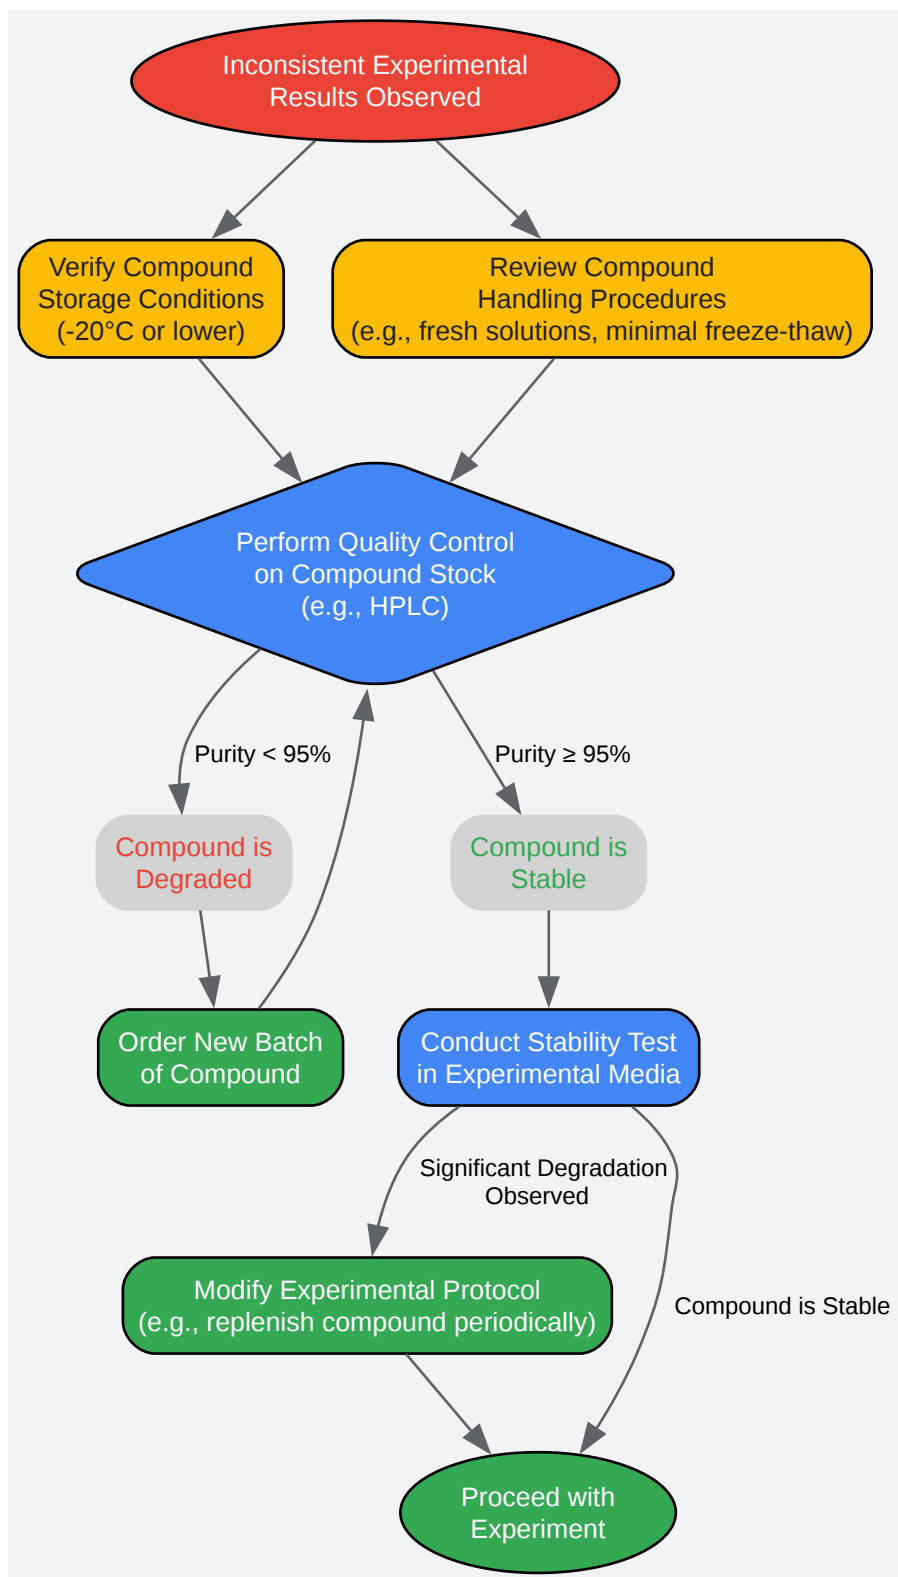 Inconsistent Experimental
Results Observed
Verify Compound
Storage Conditions
(-20°C or lower)
Review Compound
Handling Procedures
(e.g., fresh solutions, minimal freeze-thaw)
Perform Quality Control
on Compound Stock
(e.g., HPLC)
Purity < 95%
Purity ≥ 95%
Compound is
Degraded
Compound is
Stable
Order New Batch
of Compound
Conduct Stability Test
in Experimental Media
Significant Degradation
Observed
Modify Experimental Protocol
(e.g., replenish compound periodically)
Compound is Stable
Proceed with
Experiment